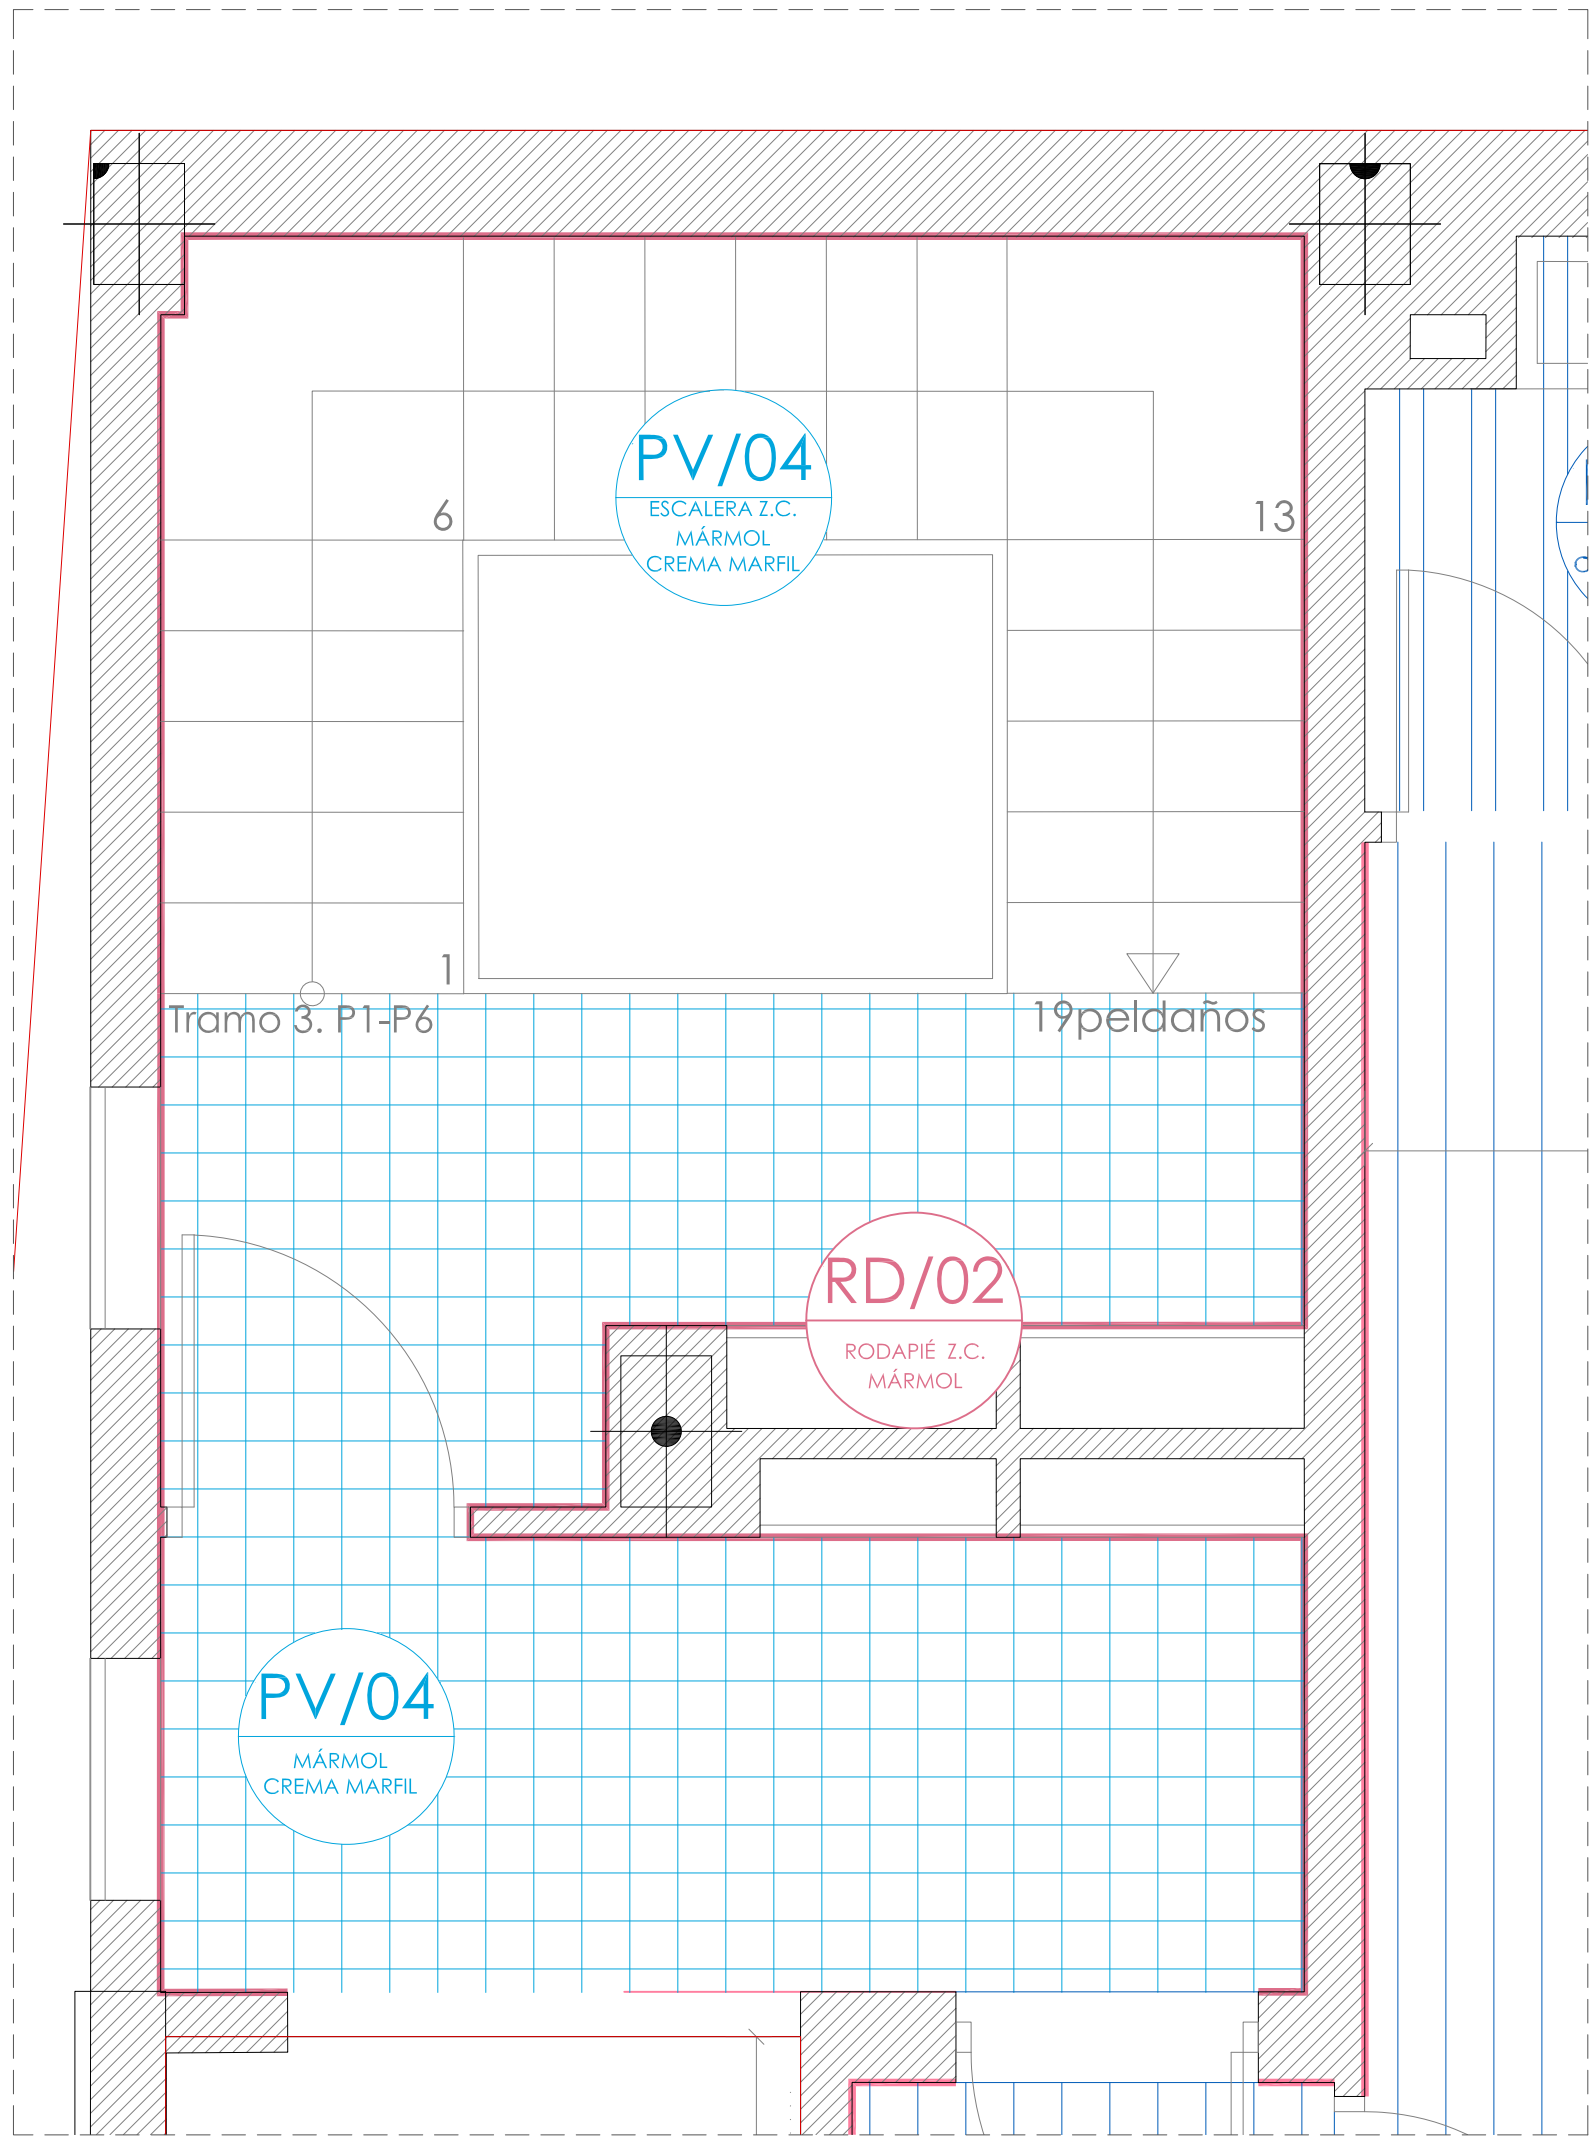 PV/04
ESCALERA Z.C.
MÁRMOL
CREMA MARFIL
6
13
1
Tramo 3. P1-P6
19peldaños
RD/02
RODAPIÉ Z.C.
MÁRMOL
PV/04
MÁRMOL
CREMA MARFIL